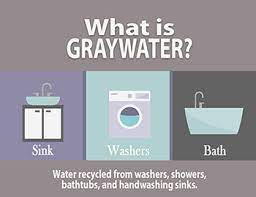 What is
GRAYWATER?
Sink
Washers
Bath
Water recycled from washers, showers,
bathtubs, and handwashing sinks.